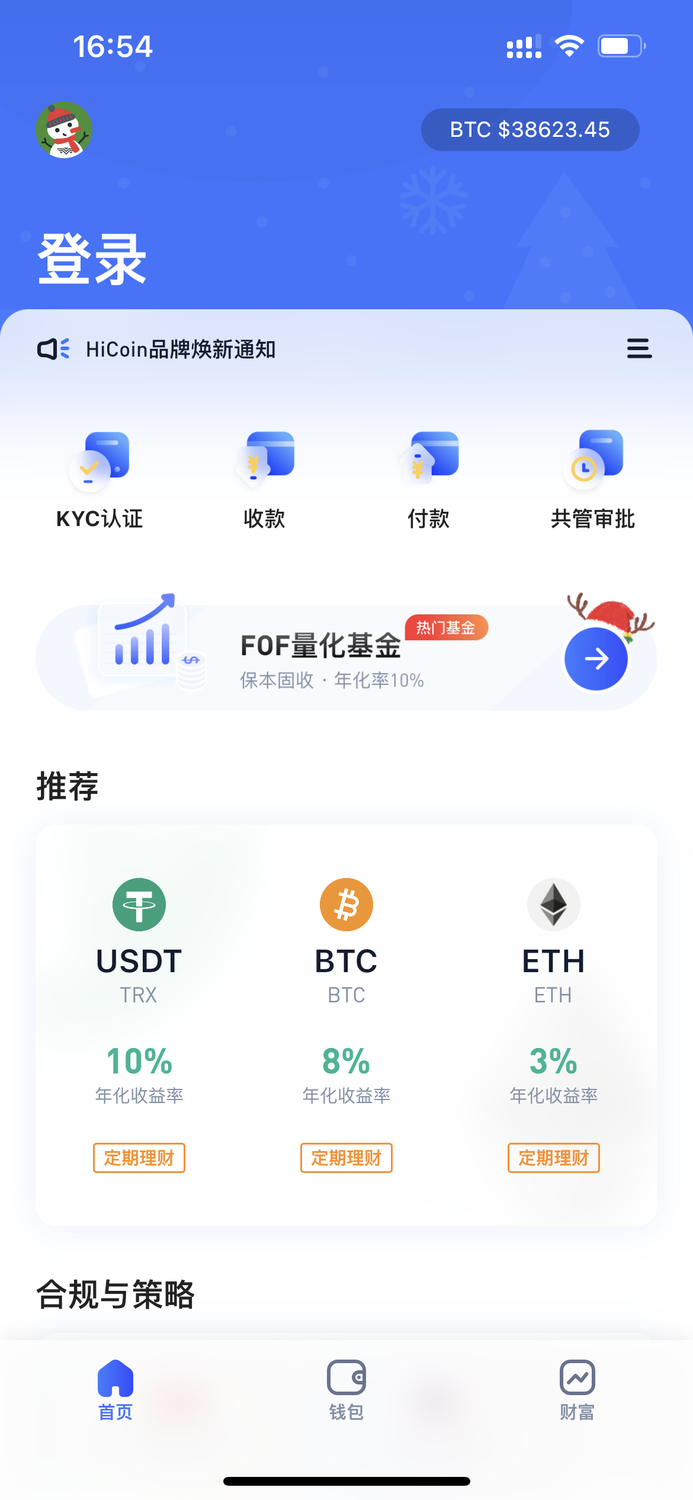 16:54
BTC $38623.45
登录
HiCoin品牌焕新通知
KYC认证
收款
付款
共管审批
FOF量化基金
热门基金
保本固收 · 年化率10%
推荐
USDT
BTC
ETH
TRX
BTC
ETH
10%
8%
3%
年化收益率
年化收益率
年化收益率
定期理财
定期理财
定期理财
合规与策略
首页
钱包
财富